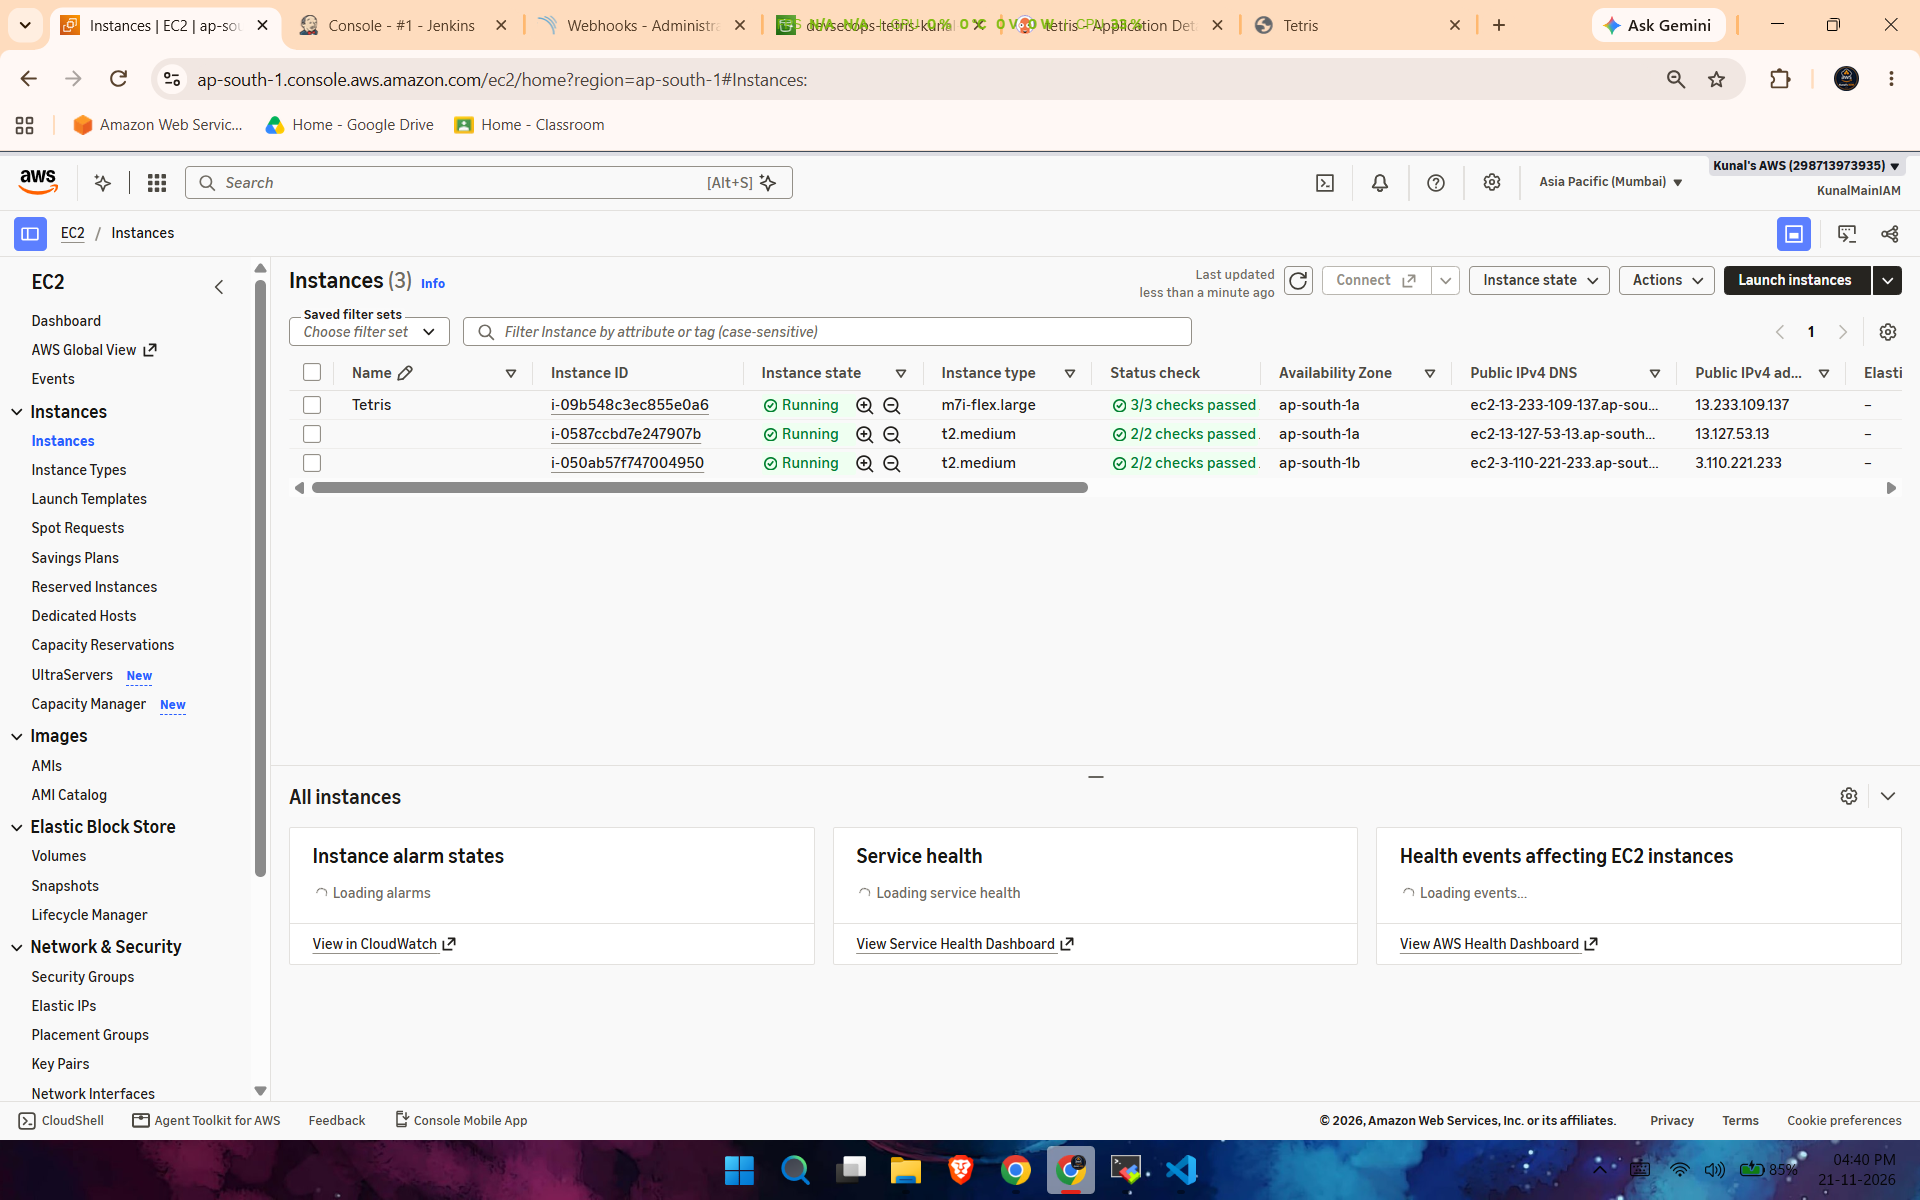 Instances | EC2 | ap-sou
Console - #1 - Jenkins
Webhooks - Administra
devsecops-tetris-kunal
tetris - Application Det
Tetris
Ask Gemini
ap-south-1.console.aws.amazon.com/ec2/home?region=ap-south-1#Instances:
Amazon Web Servic...
Home - Google Drive
Home - Classroom
aws
Search
[Alt+S]
Asia Pacific (Mumbai)
Kunal's AWS (298713973935)
KunalMainIAM
EC2 / Instances
EC2
Dashboard
AWS Global View
Events
Instances
Instances
Instance Types
Launch Templates
Spot Requests
Savings Plans
Reserved Instances
Dedicated Hosts
Capacity Reservations
UltraServers New
Capacity Manager New
Images
AMIs
AMI Catalog
Elastic Block Store
Volumes
Snapshots
Lifecycle Manager
Network & Security
Security Groups
Elastic IPs
Placement Groups
Key Pairs
Network Interfaces
Instances (3) Info
Last updated
less than a minute ago
Connect
Instance state
Actions
Launch instances
Saved filter sets
Choose filter set
Filter Instance by attribute or tag (case-sensitive)
1
Name Instance ID Instance state Instance type Status check Availability Zone Public IPv4 DNS Public IPv4 ad... Elasti
Tetris i-09b548c3ec855e0a6 Running m7i-flex.large 3/3 checks passed ap-south-1a ec2-13-233-109-137.ap-sou... 13.233.109.137 –
i-0587ccbd7e247907b Running t2.medium 2/2 checks passed ap-south-1a ec2-13-127-53-13.ap-south... 13.127.53.13 –
i-050ab57f747004950 Running t2.medium 2/2 checks passed ap-south-1b ec2-3-110-221-233.ap-sout... 3.110.221.233 –
All instances
Instance alarm states
Loading alarms
View in CloudWatch
Service health
Loading service health
View Service Health Dashboard
Health events affecting EC2 instances
Loading events...
View AWS Health Dashboard
CloudShell
Agent Toolkit for AWS
Feedback
Console Mobile App
© 2026, Amazon Web Services, Inc. or its affiliates.
Privacy
Terms
Cookie preferences
85%
04:40 PM
21-11-2026